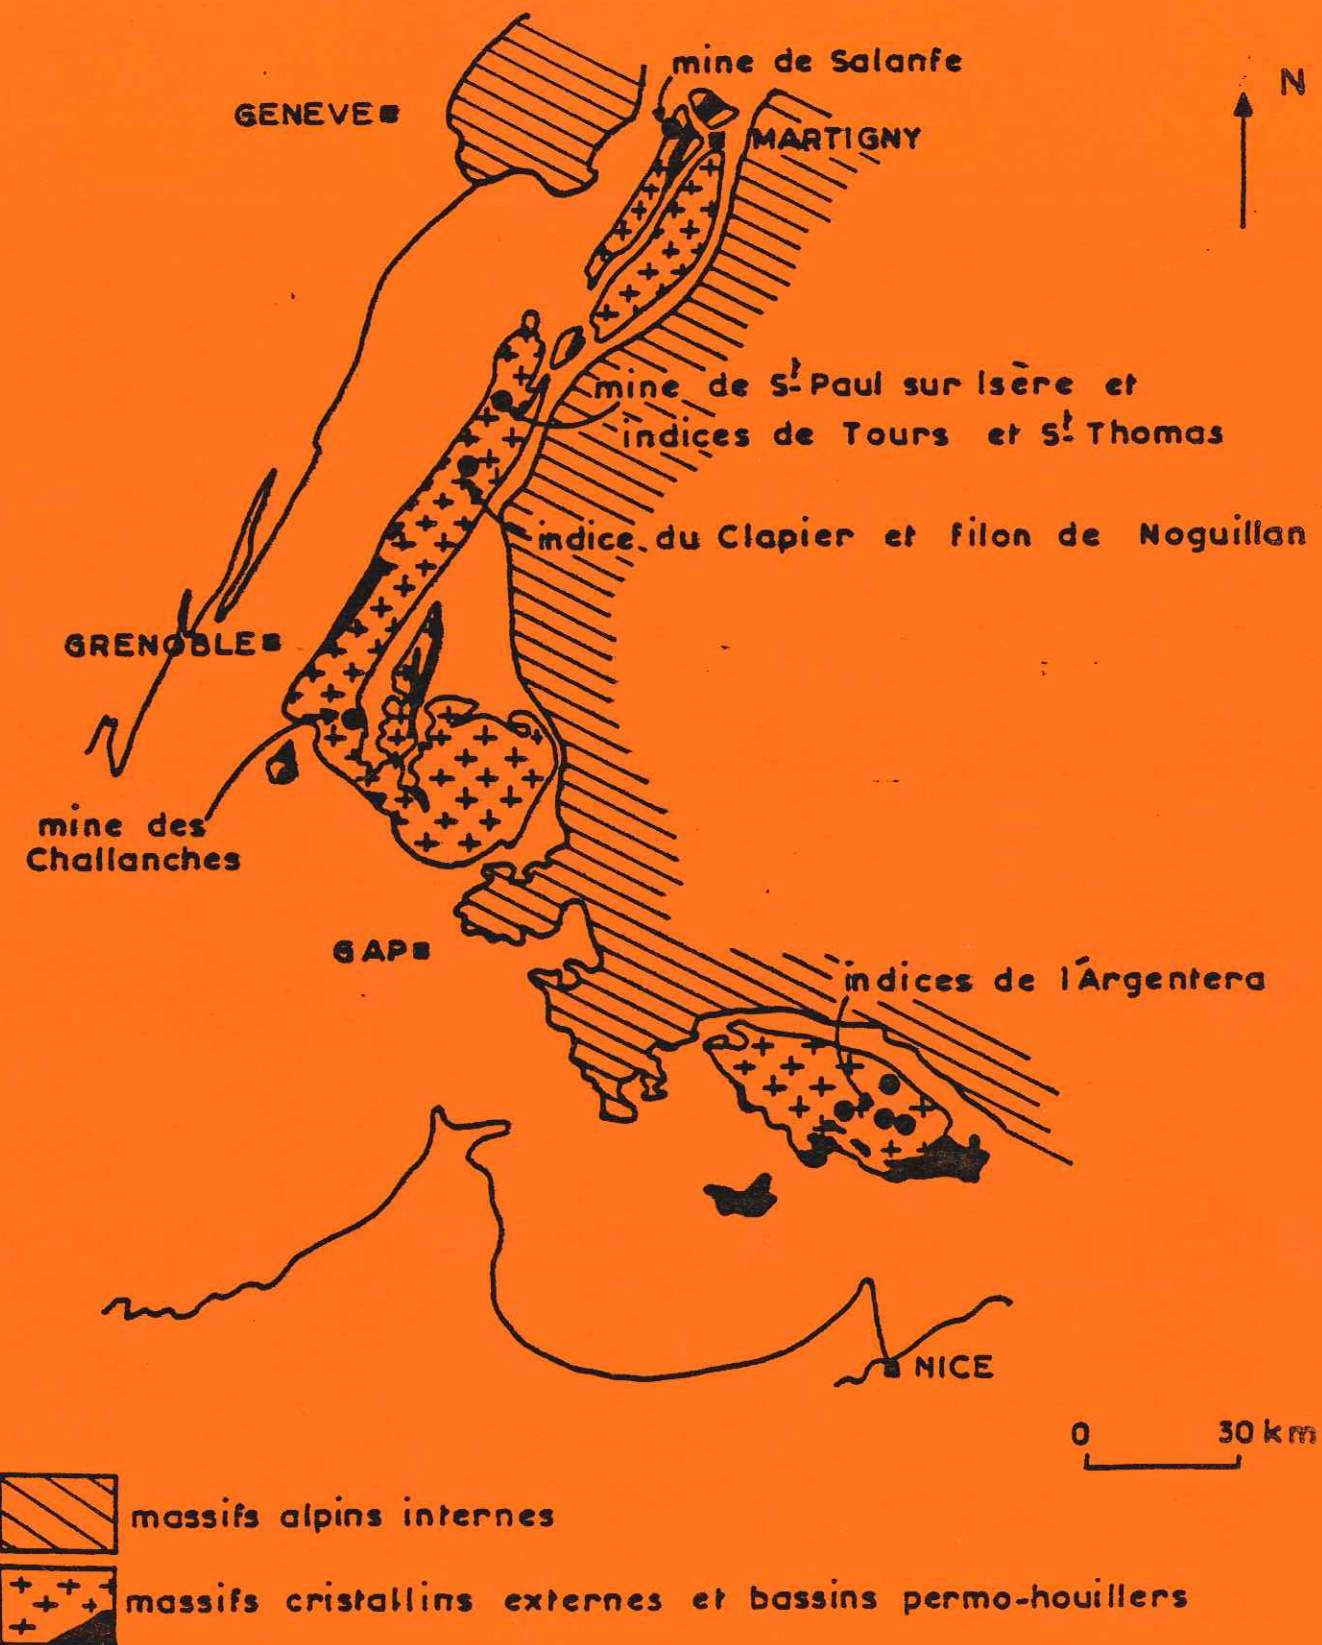 mine de Salanfe
N
GENEVE
MARTIGNY
mine de St Paul sur Isère et
indices de Tours et St Thomas
indice du Clapier et filon de Noguillan
GRENOBLE
mine des
Challanches
GAP
indices de l'Argentera
NICE
0 30 km
massifs alpins internes
massifs cristallins externes et bassins permo-houillers